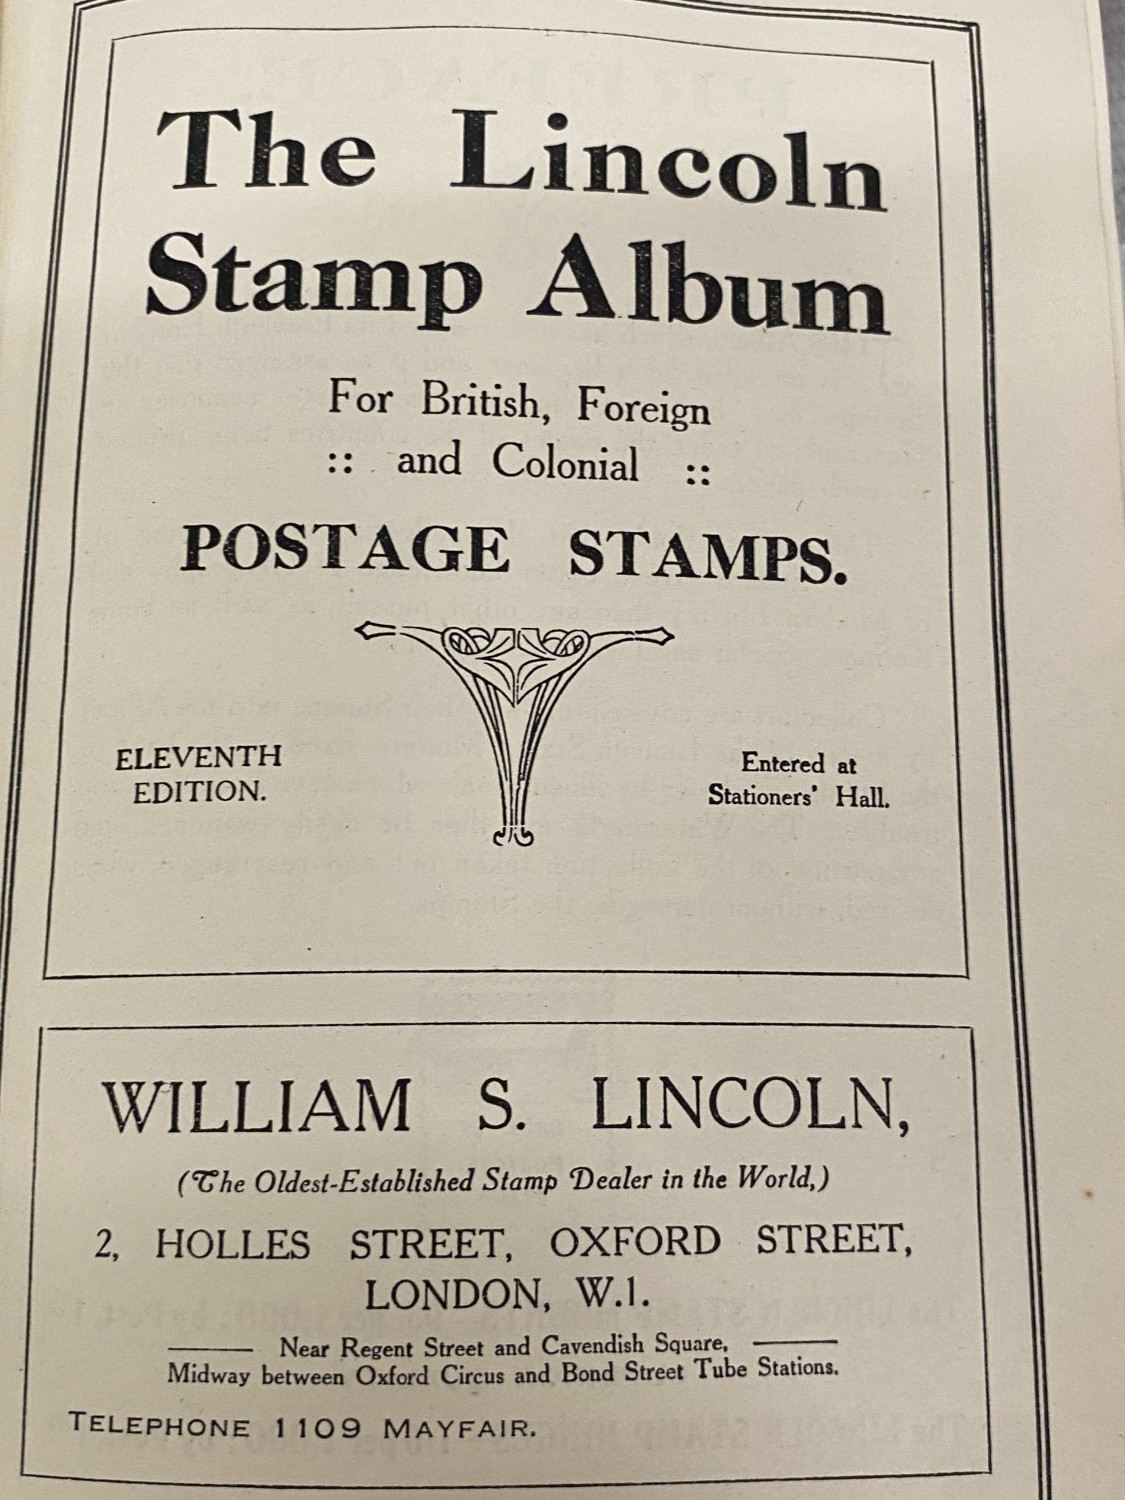 The Lincoln
Stamp Album
For British, Foreign
:: and Colonial ::
POSTAGE STAMPS.
ELEVENTH
EDITION.
Entered at
Stationers' Hall.
WILLIAM S. LINCOLN,
(The Oldest-Established Stamp Dealer in the World,)
2, HOLLES STREET, OXFORD STREET,
LONDON, W.1.
Near Regent Street and Cavendish Square,
Midway between Oxford Circus and Bond Street Tube Stations.
TELEPHONE 1109 MAYFAIR.